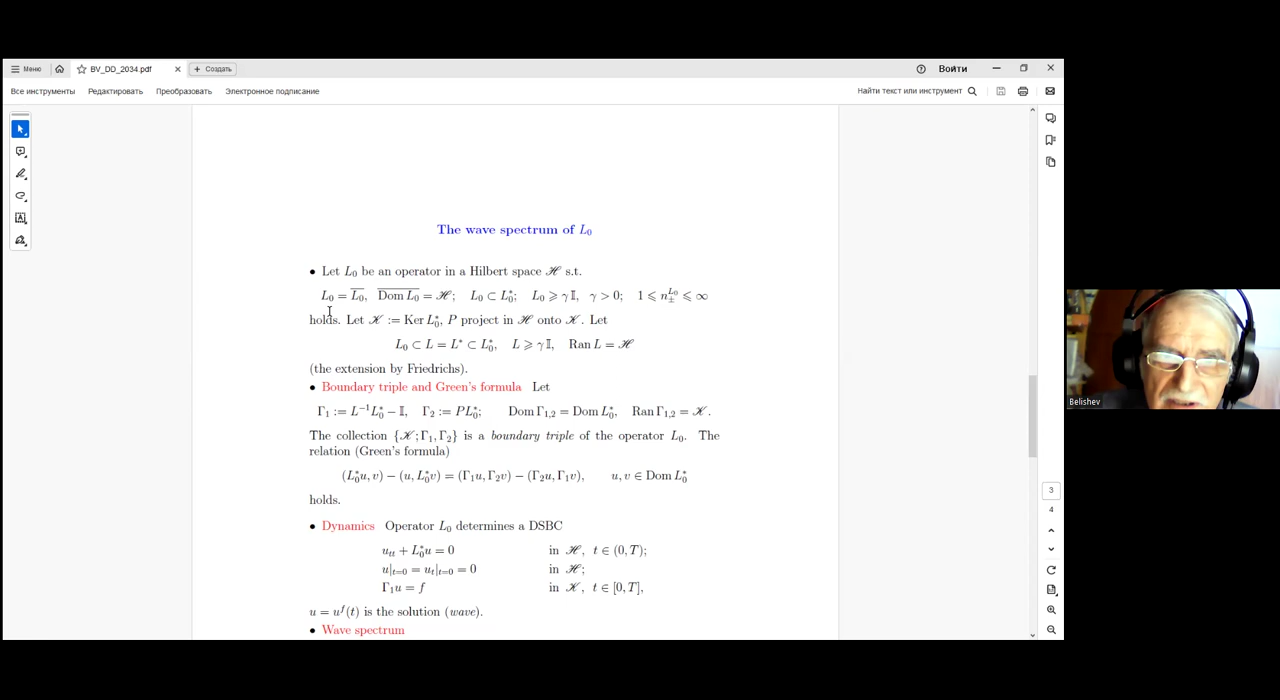 Меню
BV_DD_2034.pdf
Создать
Войти
Все инструменты Редактировать Преобразовать Электронное подписание Найти текст или инструмент
The wave spectrum of L₀
• Let L₀ be an operator in a Hilbert space ℋ s.t.
L₀ = \overline{L₀}, \overline{Dom L₀} = ℋ; L₀ ⊂ L₀*; L₀ ⩾ γ 𝕀, γ > 0; 1 ⩽ n_±^{L₀} ⩽ ∞
holds. Let 𝒦 := Ker L₀*, P project in ℋ onto 𝒦. Let
L₀ ⊂ L = L* ⊂ L₀*, L ⩾ γ 𝕀, Ran L = ℋ
(the extension by Friedrichs).
• Boundary triple and Green's formula Let
Γ₁ := L⁻¹L₀* − 𝕀, Γ₂ := PL₀*; Dom Γ₁,₂ = Dom L₀*, Ran Γ₁,₂ = 𝒦.
The collection {𝒦; Γ₁, Γ₂} is a boundary triple of the operator L₀. The
relation (Green's formula)
(L₀*u, v) − (u, L₀*v) = (Γ₁u, Γ₂v) − (Γ₂u, Γ₁v), u, v ∈ Dom L₀*
holds.
• Dynamics Operator L₀ determines a DSBC
u_{tt} + L₀*u = 0 in ℋ, t ∈ (0, T);
u|_{t=0} = u_t|_{t=0} = 0 in ℋ;
Γ₁u = f in 𝒦, t ∈ [0, T],
u = u^f(t) is the solution (wave).
• Wave spectrum
3
4
Belishev